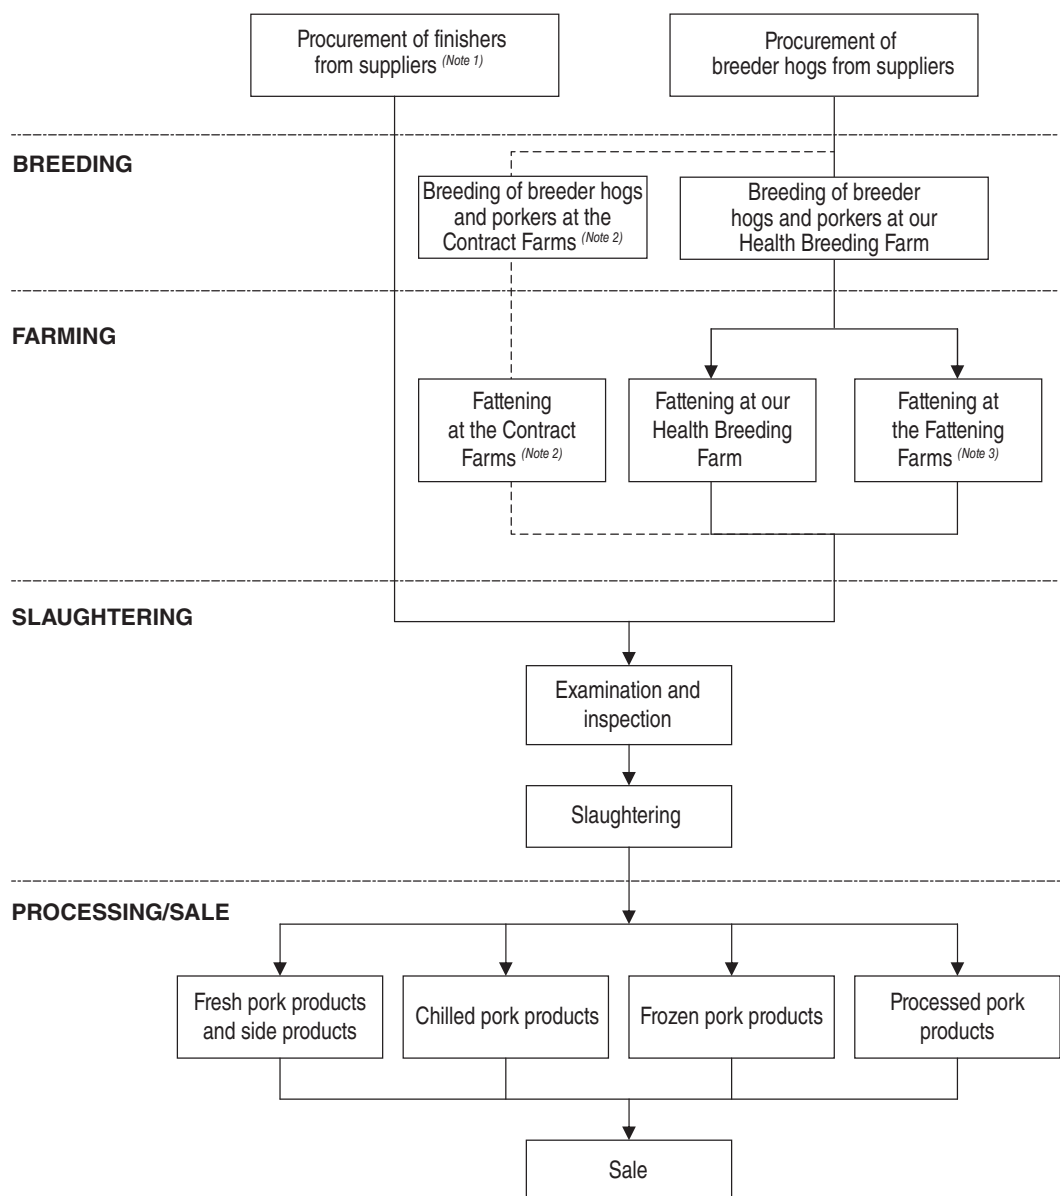 Procurement of finishers
from suppliers (Note 1)
Procurement of
breeder hogs from suppliers
BREEDING
Breeding of breeder hogs
and porkers at the
Contract Farms (Note 2)
Breeding of breeder
hogs and porkers at our
Health Breeding Farm
FARMING
Fattening
at the Contract
Farms (Note 2)
Fattening at our
Health Breeding
Farm
Fattening at
the Fattening
Farms (Note 3)
SLAUGHTERING
Examination and
inspection
Slaughtering
PROCESSING/SALE
Fresh pork products
and side products
Chilled pork products
Frozen pork products
Processed pork
products
Sale